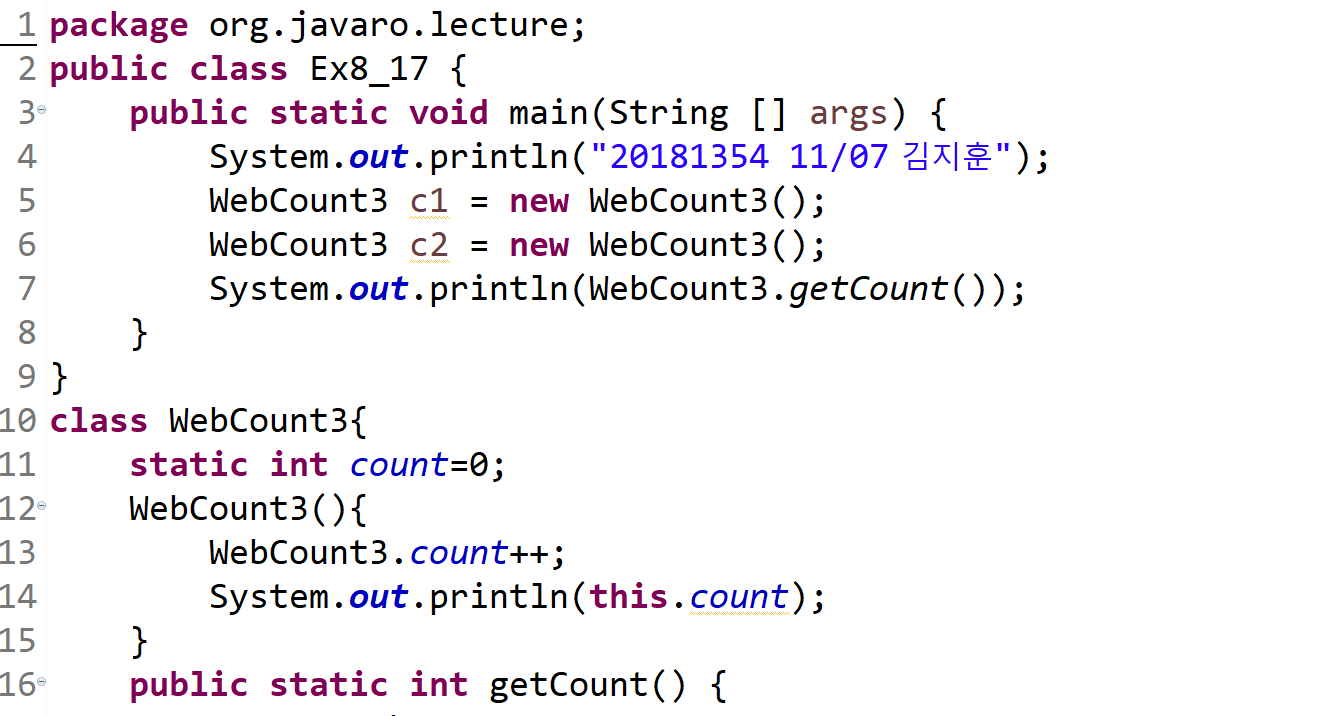 1 package org.javaro.lecture;
2 public class Ex8_17 {
3 public static void main(String [] args) {
4 System.out.println("20181354 11/07 김지훈");
5 WebCount3 c1 = new WebCount3();
6 WebCount3 c2 = new WebCount3();
7 System.out.println(WebCount3.getCount());
8 }
9 }
10 class WebCount3{
11 static int count=0;
12 WebCount3(){
13 WebCount3.count++;
14 System.out.println(this.count);
15 }
16 public static int getCount() {